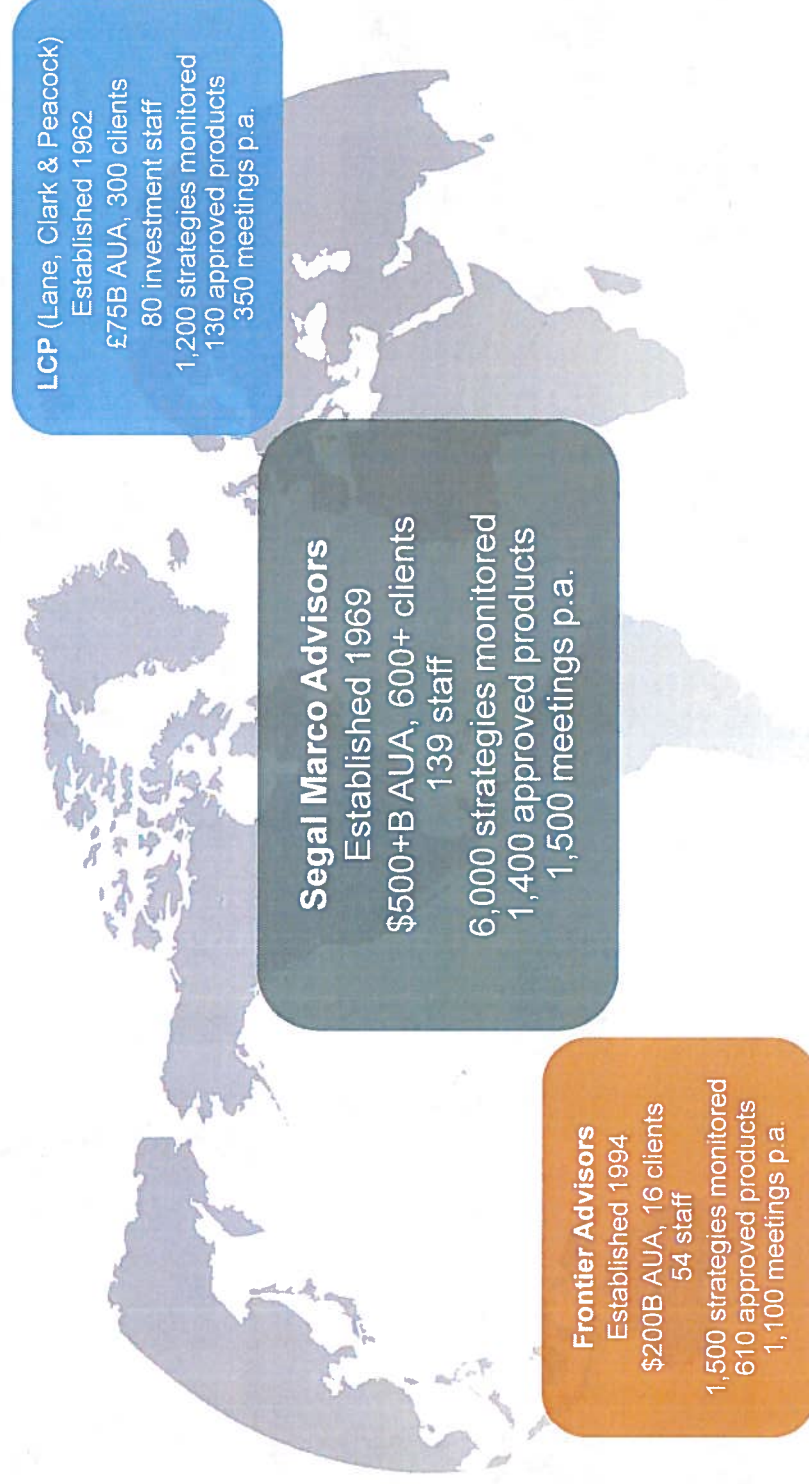 LCP (Lane, Clark & Peacock)
Established 1962
£75B AUA, 300 clients
80 investment staff
1,200 strategies monitored
130 approved products
350 meetings p.a.
Segal Marco Advisors
Established 1969
$500+B AUA, 600+ clients
139 staff
6,000 strategies monitored
1,400 approved products
1,500 meetings p.a.
Frontier Advisors
Established 1994
$200B AUA, 16 clients
54 staff
1,500 strategies monitored
610 approved products
1,100 meetings p.a.